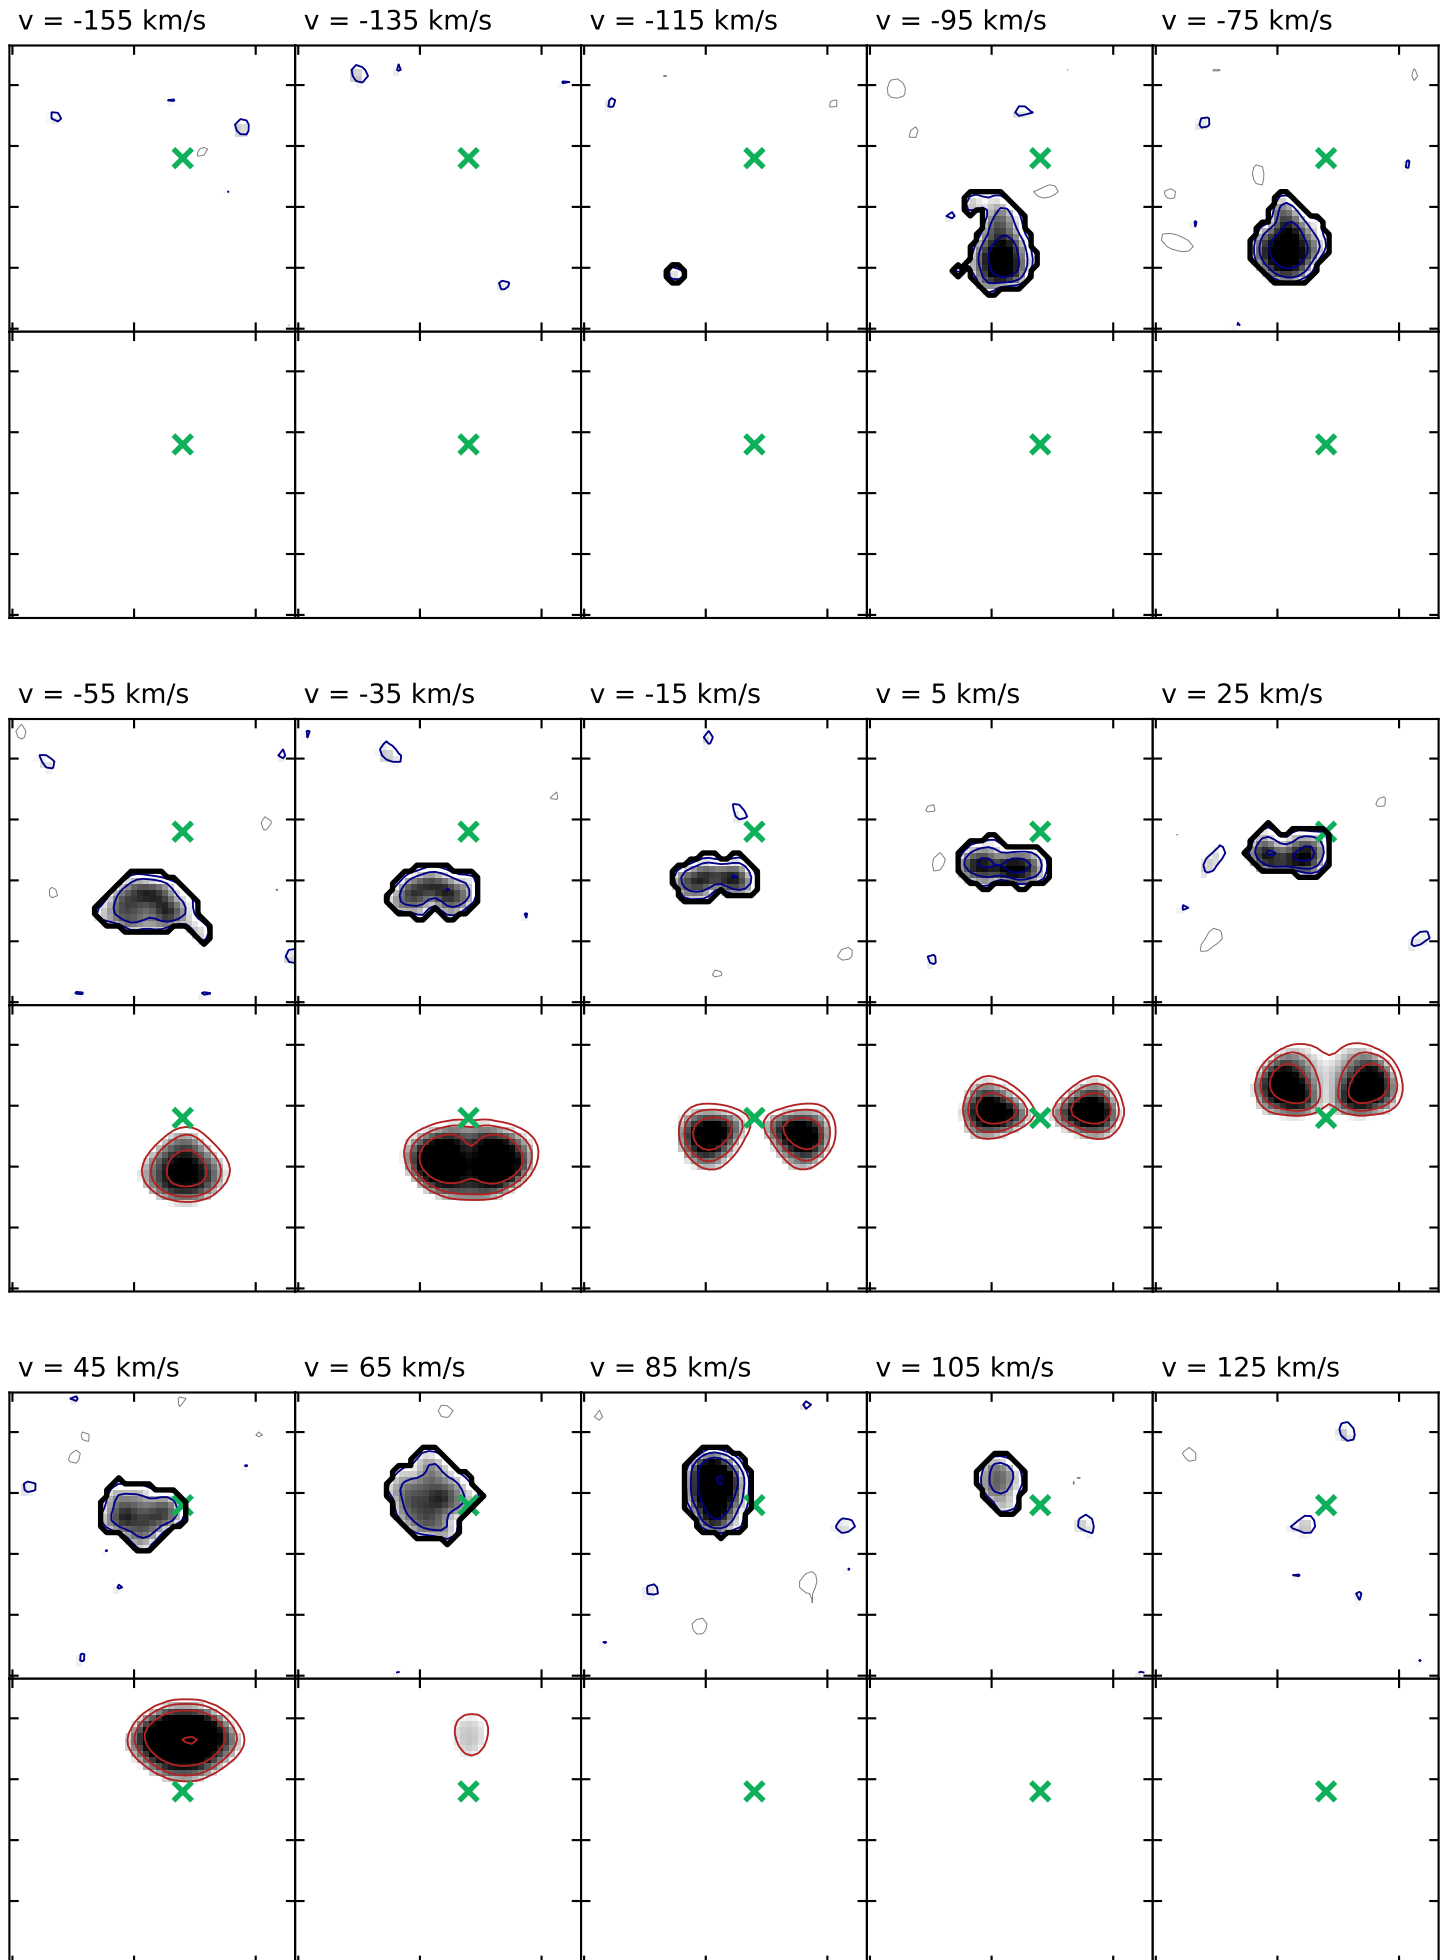 v = -155 km/s v = -135 km/s v = -115 km/s v = -95 km/s v = -75 km/s
v = -55 km/s v = -35 km/s v = -15 km/s v = 5 km/s v = 25 km/s
v = 45 km/s v = 65 km/s v = 85 km/s v = 105 km/s v = 125 km/s